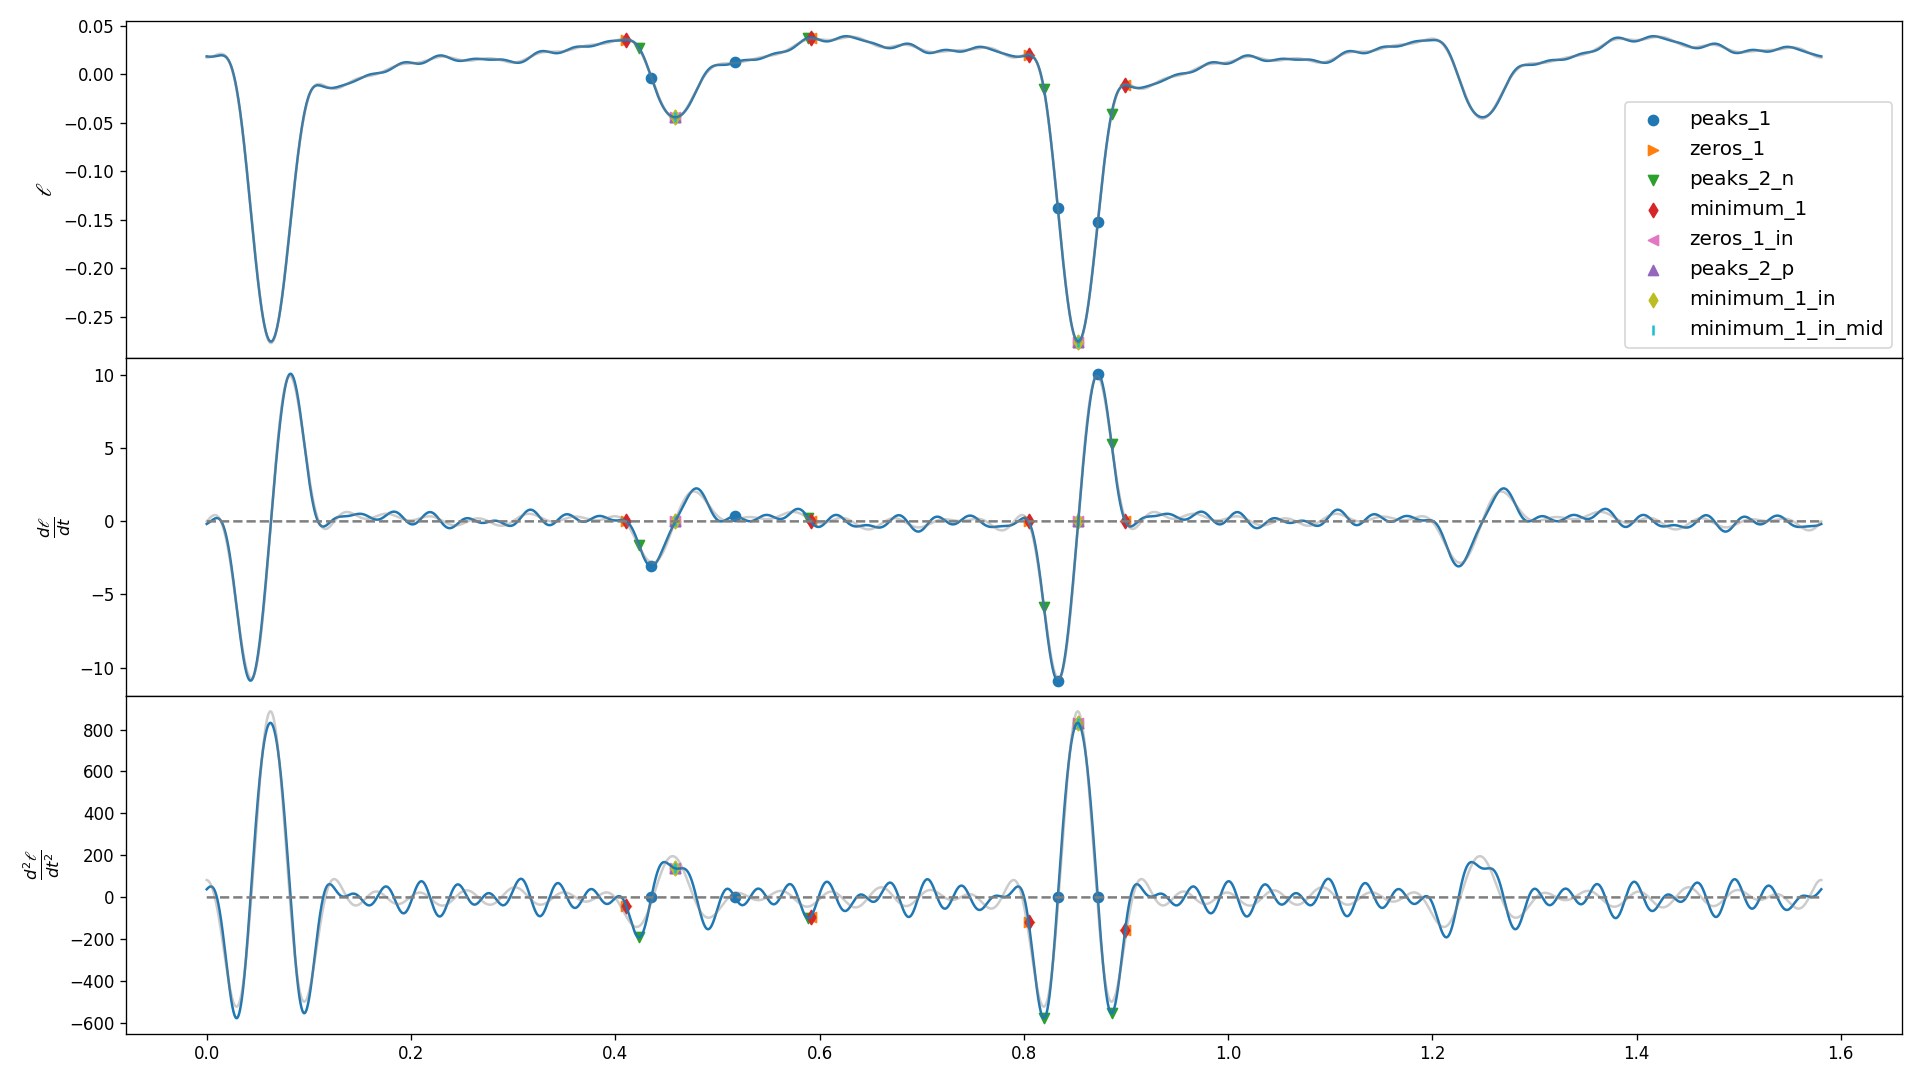 0.05
0.00
−0.05
−0.10
−0.15
−0.20
−0.25
ℓ
peaks_1
zeros_1
peaks_2_n
minimum_1
zeros_1_in
peaks_2_p
minimum_1_in
minimum_1_in_mid
10
5
0
−5
−10
dℓ
dt
800
600
400
200
0
−200
−400
−600
d²ℓ
dt²
0.0 0.2 0.4 0.6 0.8 1.0 1.2 1.4 1.6